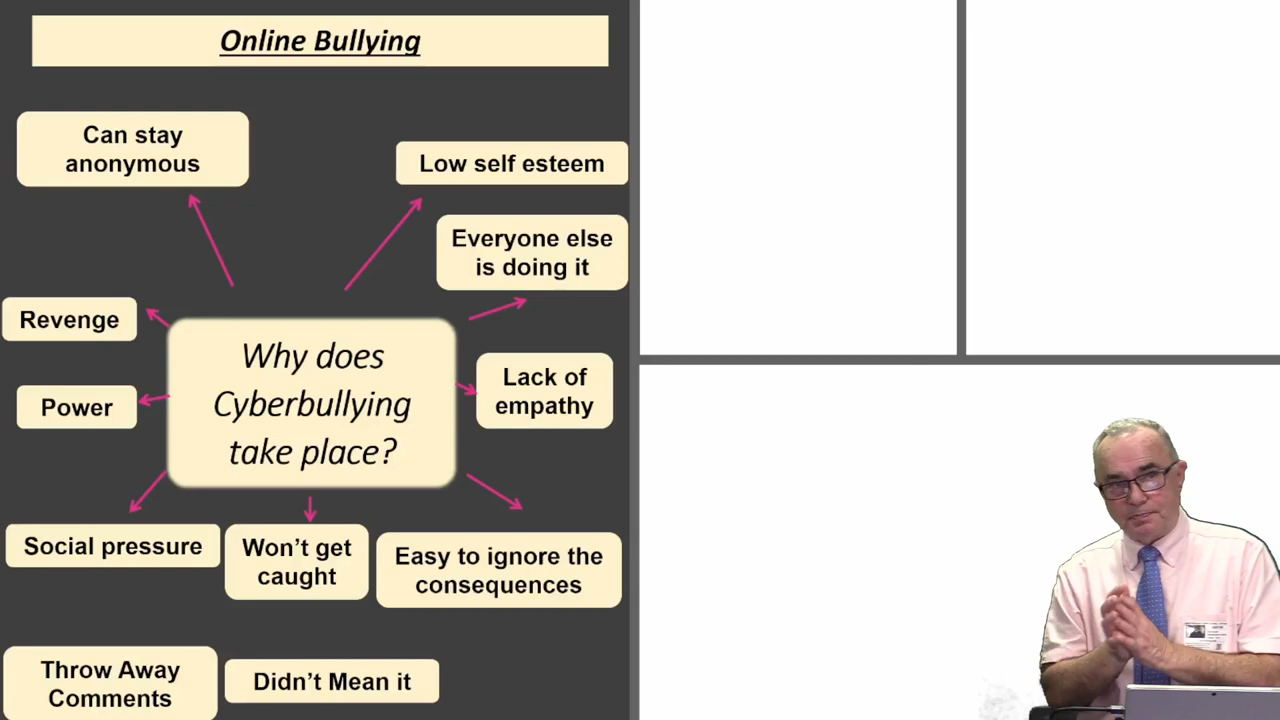 Online Bullying
Can stay
anonymous
Low self esteem
Everyone else
is doing it
Revenge
Why does
Cyberbullying
take place?
Lack of
empathy
Power
Social pressure
Won’t get
caught
Easy to ignore the
consequences
Throw Away
Comments
Didn’t Mean it